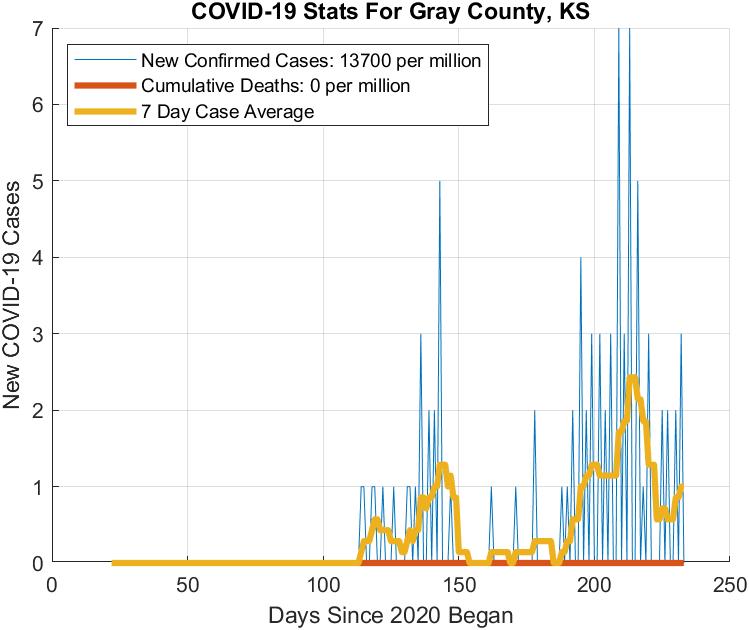 COVID-19 Stats For Gray County, KS
New Confirmed Cases: 13700 per million
Cumulative Deaths: 0 per million
7 Day Case Average
New COVID-19 Cases
7
6
5
4
3
2
1
0
0 50 100 150 200 250
Days Since 2020 Began